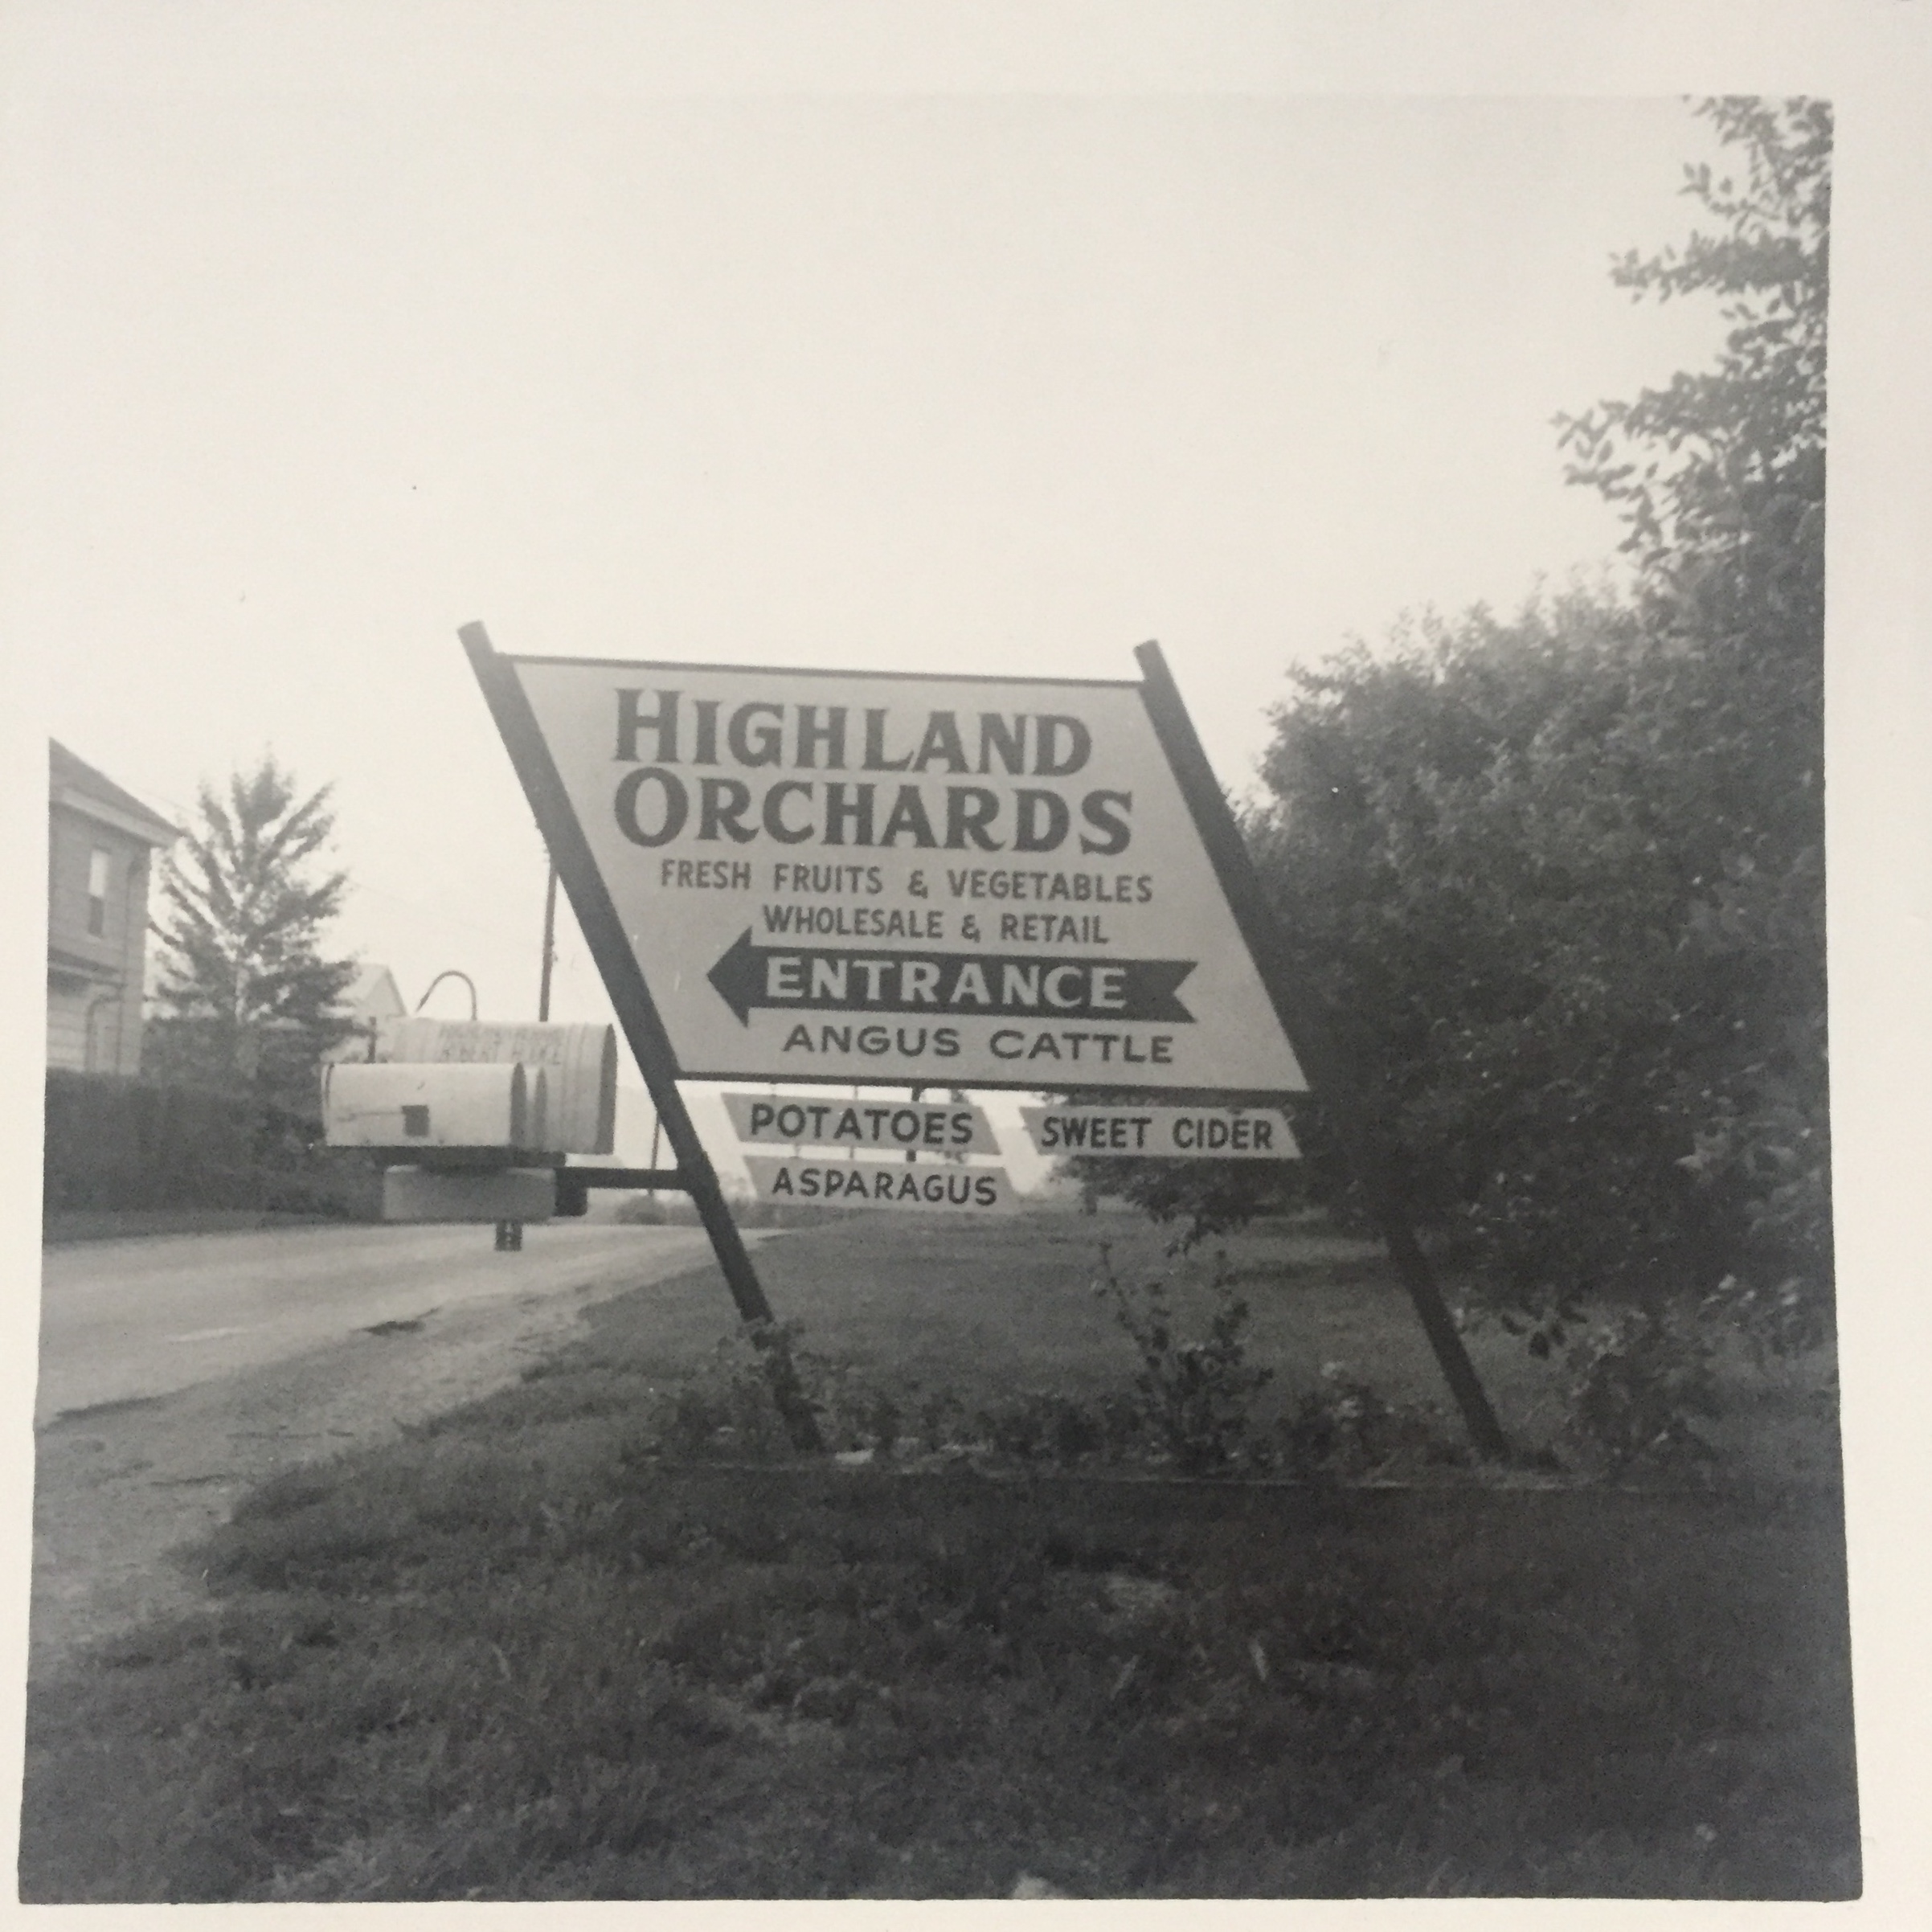 HIGHLAND
ORCHARDS
FRESH FRUITS & VEGETABLES
WHOLESALE & RETAIL
ENTRANCE
ANGUS CATTLE
POTATOES
SWEET CIDER
ASPARAGUS